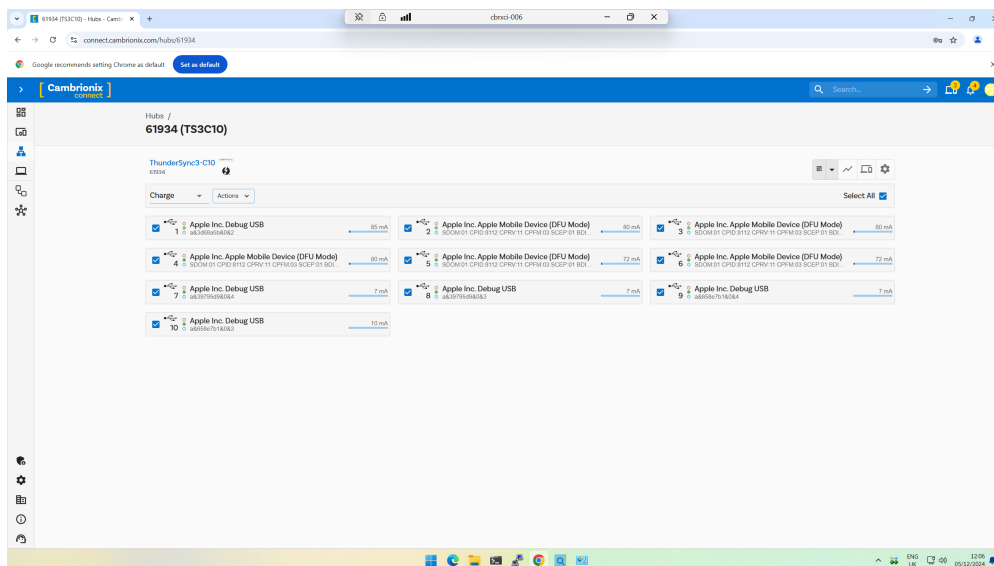 61934 (TS3C10) - Hubs - Cambr
cbrxci-006
connect.cambrionix.com/hubs/61934
Google recommends setting Chrome as default
Set as default
Cambrionix
connect
Search...
Hubs /
61934 (TS3C10)
ThunderSync3-C10
61934
Charge
Actions
Select All
1 Apple Inc. Debug USB 85 mA
2 Apple Inc. Apple Mobile Device (DFU Mode) 80 mA
SDOM:01 CPID:8112 CPRV:11 CPFM:03 SCEP:01 BDI...
3 Apple Inc. Apple Mobile Device (DFU Mode) 80 mA
SDOM:01 CPID:8112 CPRV:11 CPFM:03 SCEP:01 BDI...
4 Apple Inc. Apple Mobile Device (DFU Mode) 80 mA
SDOM:01 CPID:8112 CPRV:11 CPFM:03 SCEP:01 BDI...
5 Apple Inc. Apple Mobile Device (DFU Mode) 72 mA
SDOM:01 CPID:8112 CPRV:11 CPFM:03 SCEP:01 BDI...
6 Apple Inc. Apple Mobile Device (DFU Mode) 72 mA
SDOM:01 CPID:8112 CPRV:11 CPFM:03 SCEP:01 BDI...
7 Apple Inc. Debug USB 7 mA
8 Apple Inc. Debug USB 7 mA
9 Apple Inc. Debug USB 7 mA
10 Apple Inc. Debug USB 10 mA
ENG
UK
12:06
05/12/2024